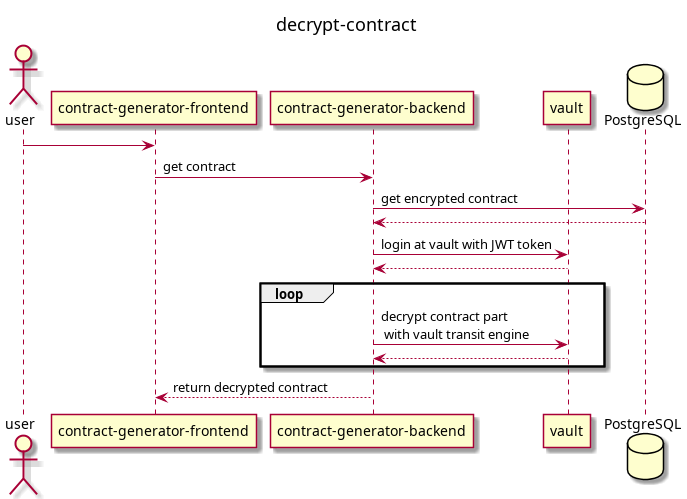 decrypt-contract
user
contract-generator-frontend
contract-generator-backend
vault
PostgreSQL
get contract
get encrypted contract
login at vault with JWT token
loop
decrypt contract part
with vault transit engine
return decrypted contract
user
contract-generator-frontend
contract-generator-backend
vault
PostgreSQL